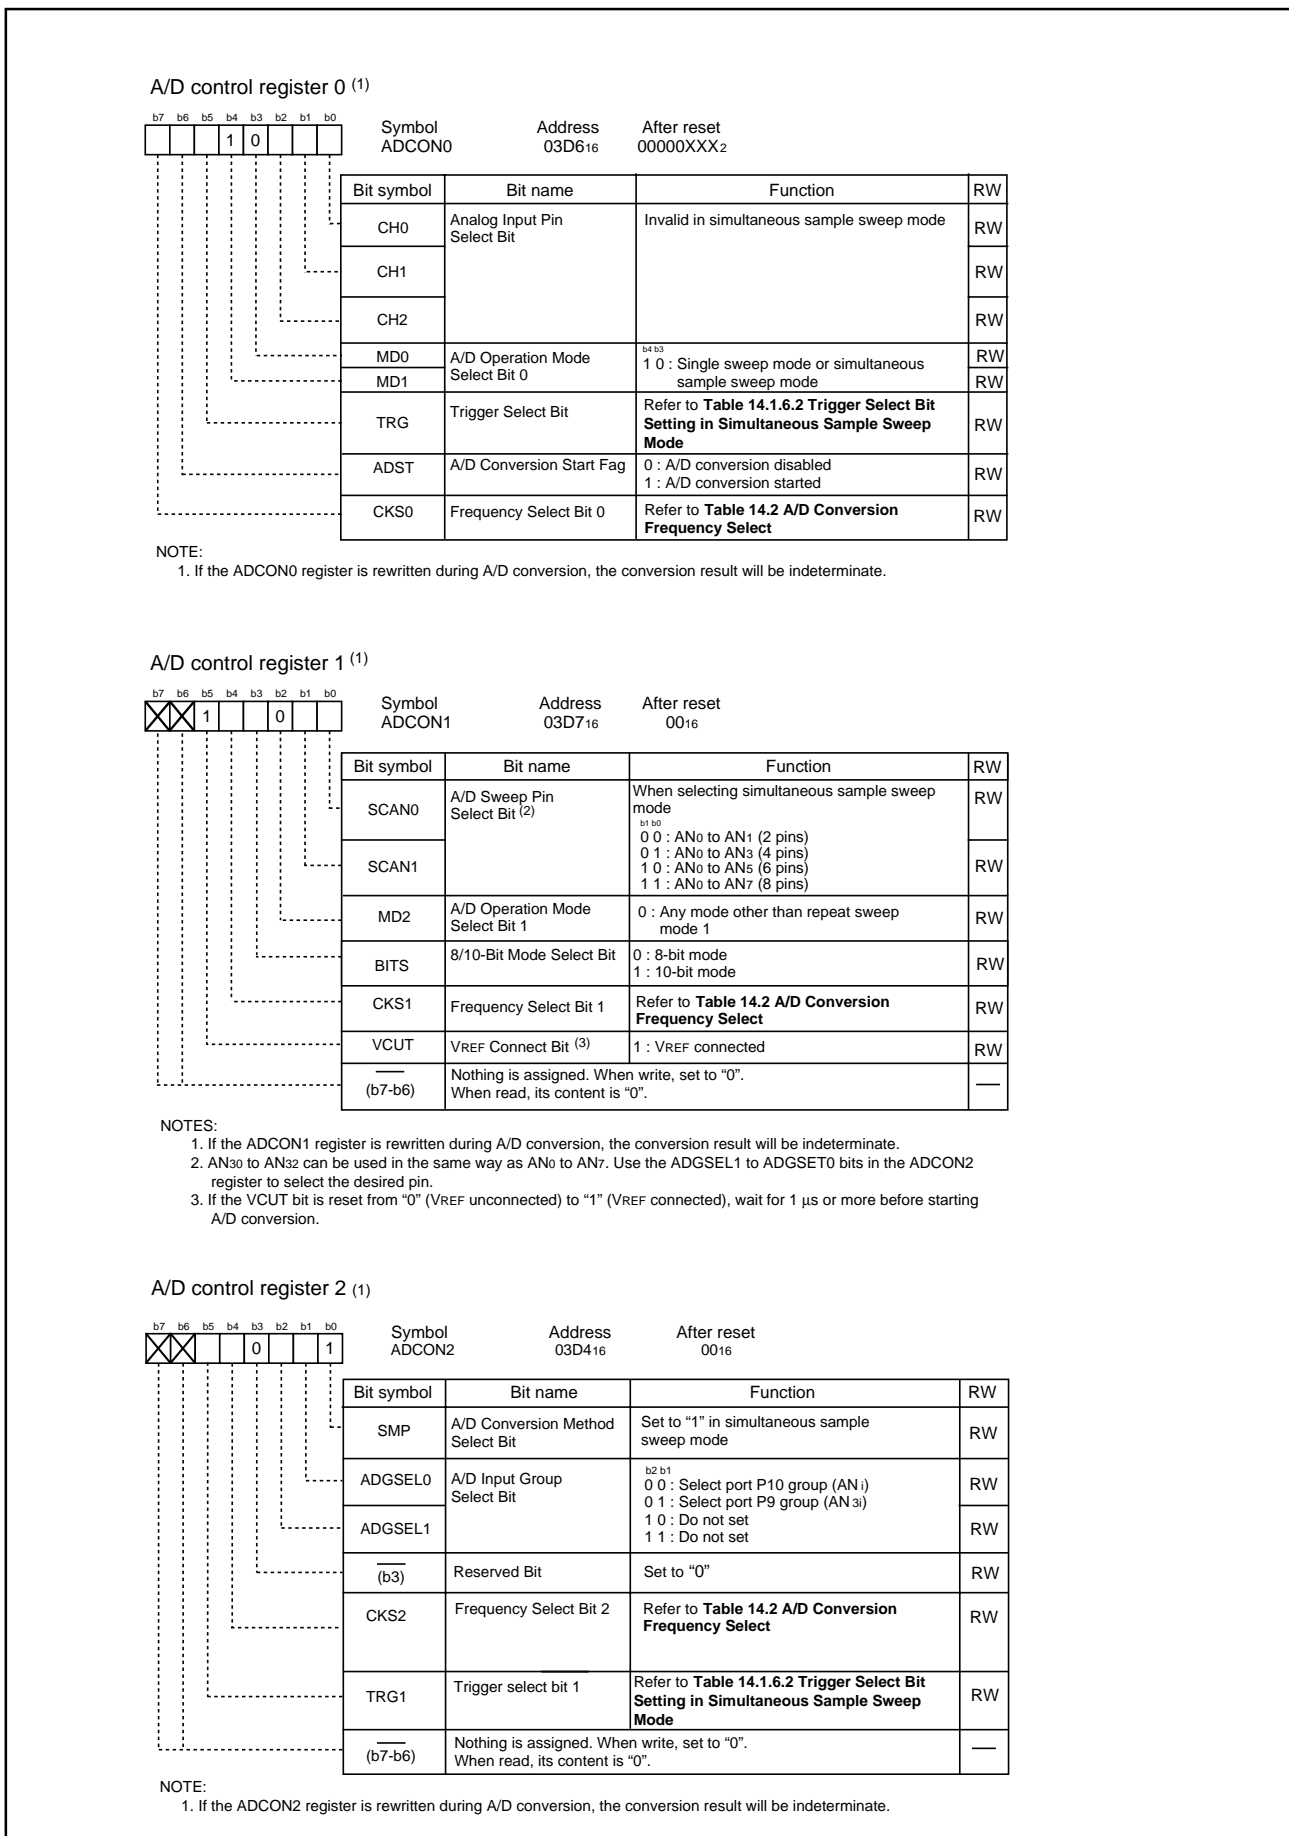 A/D control register 0 (1)
b7 b6 b5 b4 b3 b2 b1 b0
1 0
Symbol Address After reset
ADCON0 03D616 00000XXX2
Bit symbol Bit name Function RW
CH0 Analog Input Pin Select Bit Invalid in simultaneous sample sweep mode RW
CH1 RW
CH2 RW
MD0 A/D Operation Mode Select Bit 0 b4 b3 RW
1 0 : Single sweep mode or simultaneous sample sweep mode
MD1 RW
TRG Trigger Select Bit Refer to Table 14.1.6.2 Trigger Select Bit Setting in Simultaneous Sample Sweep Mode RW
ADST A/D Conversion Start Fag 0 : A/D conversion disabled RW
1 : A/D conversion started
CKS0 Frequency Select Bit 0 Refer to Table 14.2 A/D Conversion Frequency Select RW
NOTE:
1. If the ADCON0 register is rewritten during A/D conversion, the conversion result will be indeterminate.
A/D control register 1 (1)
b7 b6 b5 b4 b3 b2 b1 b0
1 0
Symbol Address After reset
ADCON1 03D716 0016
Bit symbol Bit name Function RW
SCAN0 A/D Sweep Pin Select Bit (2) When selecting simultaneous sample sweep mode RW
b1 b0
0 0 : AN0 to AN1 (2 pins)
0 1 : AN0 to AN3 (4 pins)
SCAN1 1 0 : AN0 to AN5 (6 pins) RW
1 1 : AN0 to AN7 (8 pins)
MD2 A/D Operation Mode Select Bit 1 0 : Any mode other than repeat sweep mode 1 RW
BITS 8/10-Bit Mode Select Bit 0 : 8-bit mode RW
1 : 10-bit mode
CKS1 Frequency Select Bit 1 Refer to Table 14.2 A/D Conversion Frequency Select RW
VCUT VREF Connect Bit (3) 1 : VREF connected RW
(b7-b6) Nothing is assigned. When write, set to “0”.
When read, its content is “0”.
NOTES:
1. If the ADCON1 register is rewritten during A/D conversion, the conversion result will be indeterminate.
2. AN30 to AN32 can be used in the same way as AN0 to AN7. Use the ADGSEL1 to ADGSET0 bits in the ADCON2
register to select the desired pin.
3. If the VCUT bit is reset from “0” (VREF unconnected) to “1” (VREF connected), wait for 1 µs or more before starting
A/D conversion.
A/D control register 2 (1)
b7 b6 b5 b4 b3 b2 b1 b0
0 1
Symbol Address After reset
ADCON2 03D416 0016
Bit symbol Bit name Function RW
SMP A/D Conversion Method Select Bit Set to “1” in simultaneous sample sweep mode RW
ADGSEL0 A/D Input Group Select Bit b2 b1 RW
0 0 : Select port P10 group (ANi)
0 1 : Select port P9 group (AN3i)
ADGSEL1 1 0 : Do not set RW
1 1 : Do not set
(b3) Reserved Bit Set to “0” RW
CKS2 Frequency Select Bit 2 Refer to Table 14.2 A/D Conversion Frequency Select RW
TRG1 Trigger select bit 1 Refer to Table 14.1.6.2 Trigger Select Bit Setting in Simultaneous Sample Sweep Mode RW
(b7-b6) Nothing is assigned. When write, set to “0”.
When read, its content is “0”.
NOTE:
1. If the ADCON2 register is rewritten during A/D conversion, the conversion result will be indeterminate.